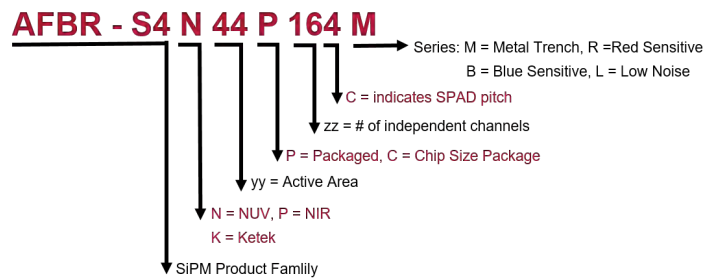 AFBR - S4 N 44 P 164 M
Series: M = Metal Trench, R =Red Sensitive
B = Blue Sensitive, L = Low Noise
C = indicates SPAD pitch
zz = # of independent channels
P = Packaged, C = Chip Size Package
yy = Active Area
N = NUV, P = NIR
K = Ketek
SiPM Product Famlily